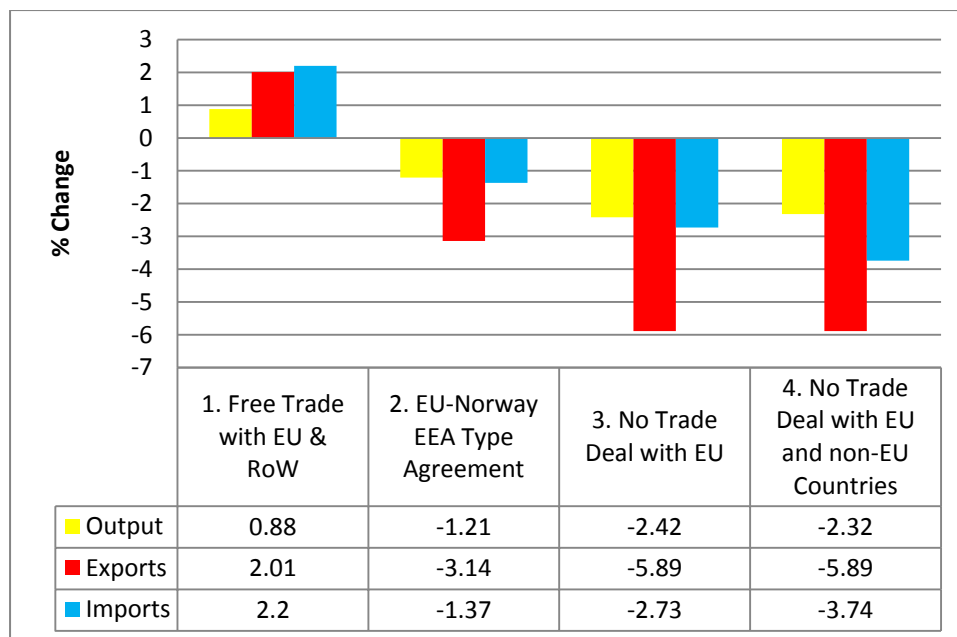 3
2
1
0
-1
-2
-3
-4
-5
-6
-7
% Change
1. Free Trade
with EU &
RoW
2. EU-Norway
EEA Type
Agreement
3. No Trade
Deal with EU
4. No Trade
Deal with EU
and non-EU
Countries
Output 0.88 -1.21 -2.42 -2.32
Exports 2.01 -3.14 -5.89 -5.89
Imports 2.2 -1.37 -2.73 -3.74